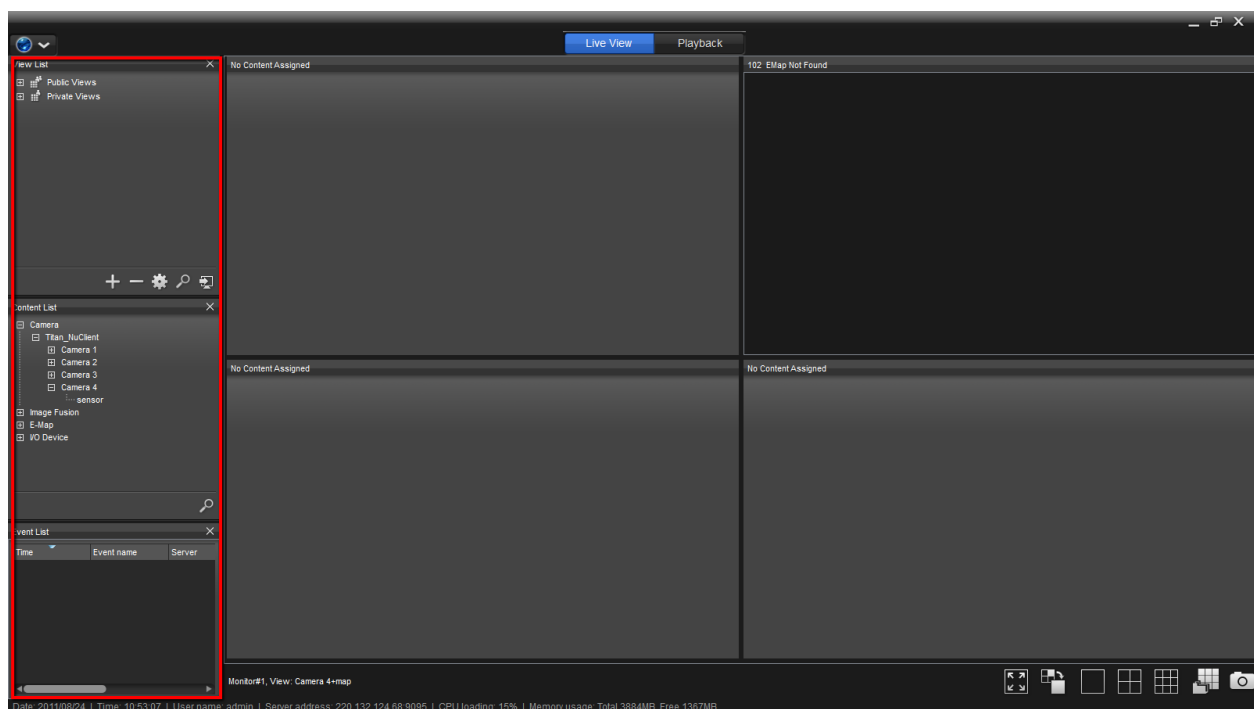 Live View Playback
View List
Public Views
Private Views
No Content Assigned
102 EMap Not Found
Content List
Camera
Titan_NuClient
Camera 1
Camera 2
Camera 3
Camera 4
sensor
Image Fusion
E-Map
I/O Device
No Content Assigned
No Content Assigned
Event List
Time Event name Server
Monitor#1, View: Camera 4+map
Date: 2011/08/24 | Time: 10:53:07 | User name: admin | Server address: 220.132.124.68:9095 | CPU loading: 15% | Memory usage: Total 3884MB, Free 1367MB